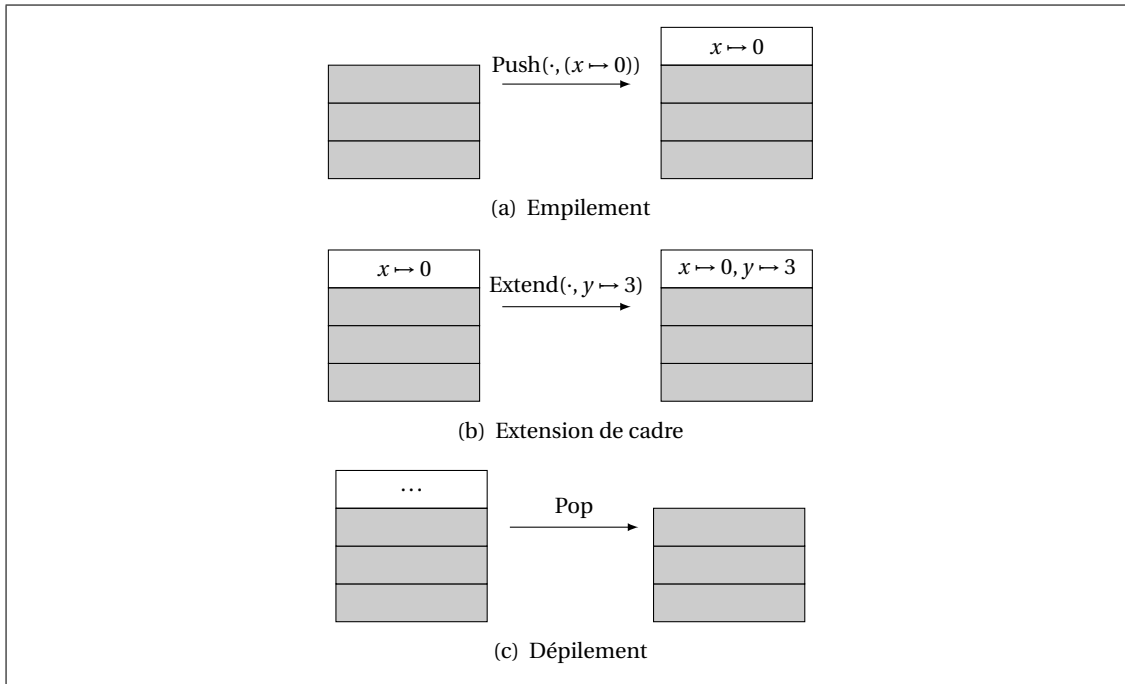 x ↦ 0
Push(·, (x ↦ 0))
(a) Empilement
x ↦ 0
Extend(·, y ↦ 3)
x ↦ 0, y ↦ 3
(b) Extension de cadre
···
Pop
(c) Dépilement